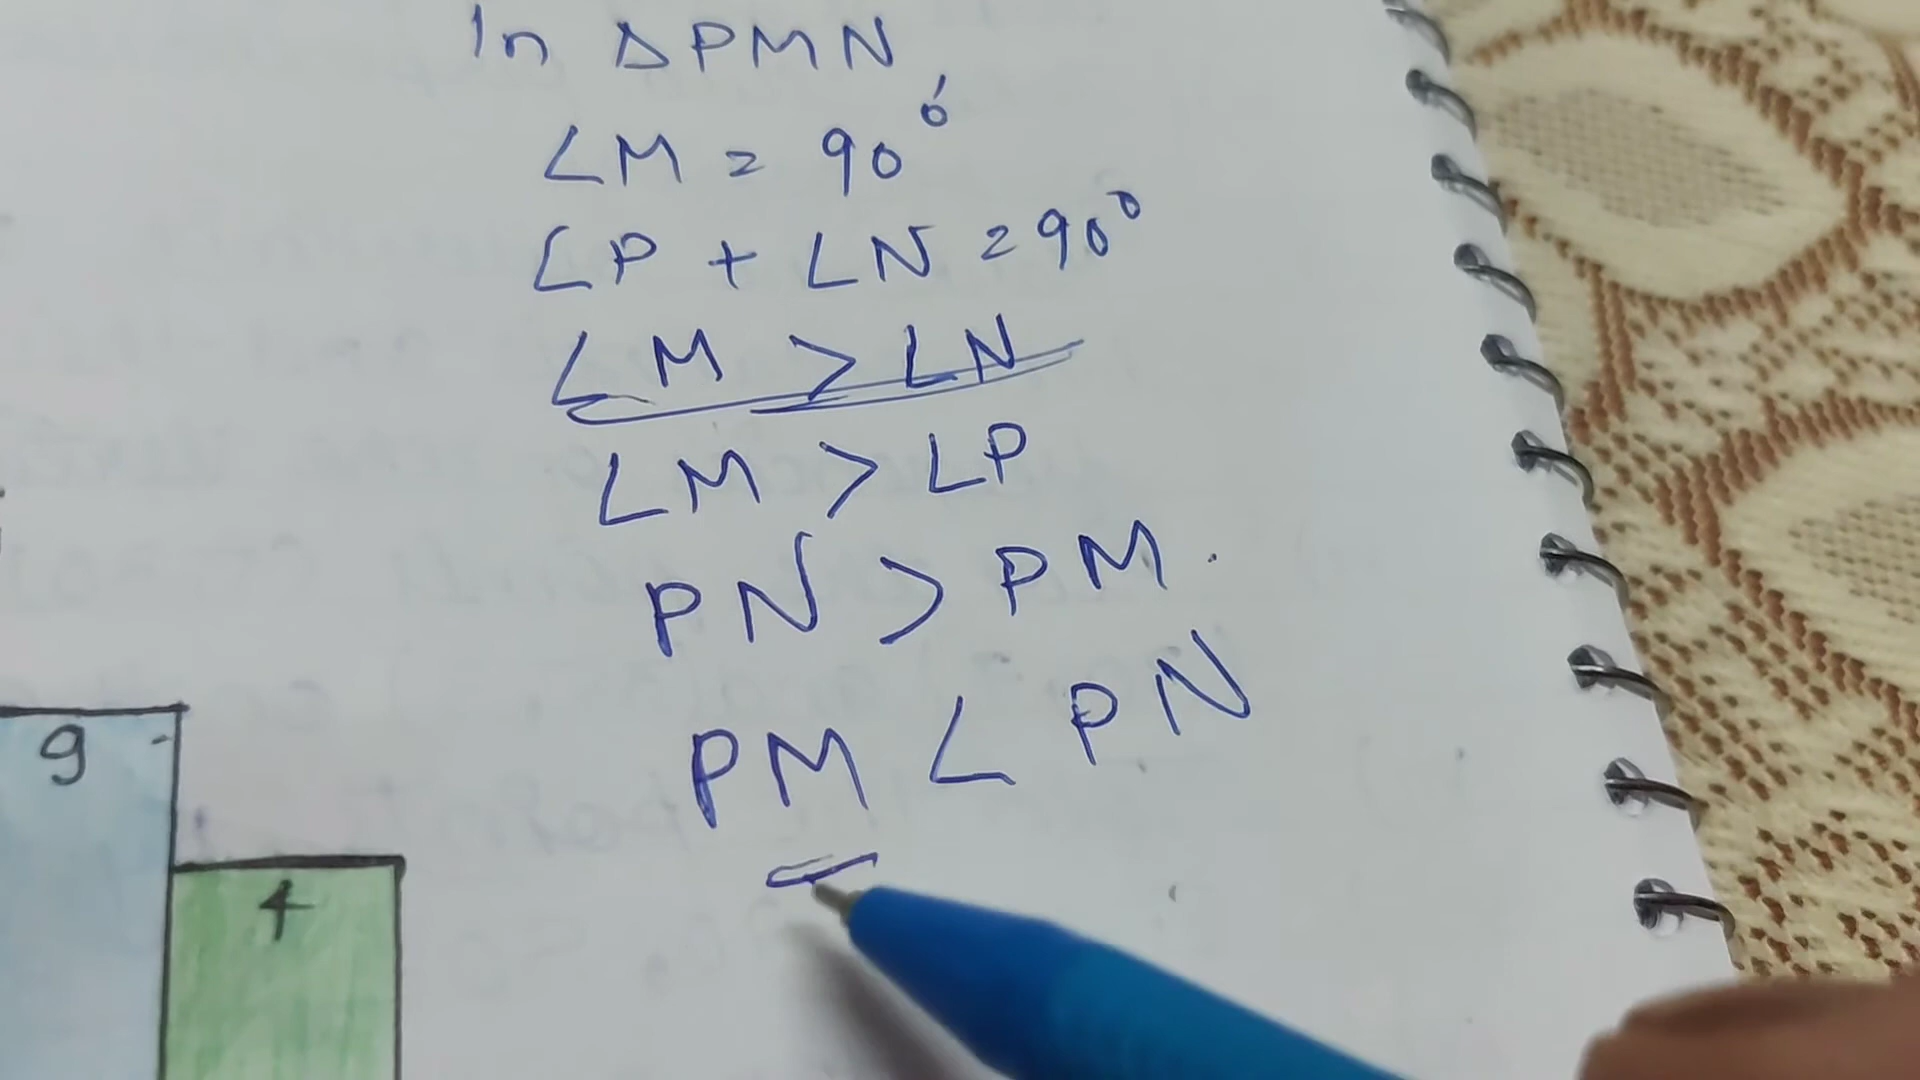 In ΔPMN
∠M = 90°
∠P + ∠N = 90°
∠M > ∠N
∠M > ∠P
PN > PM.
PM < PN
9
4